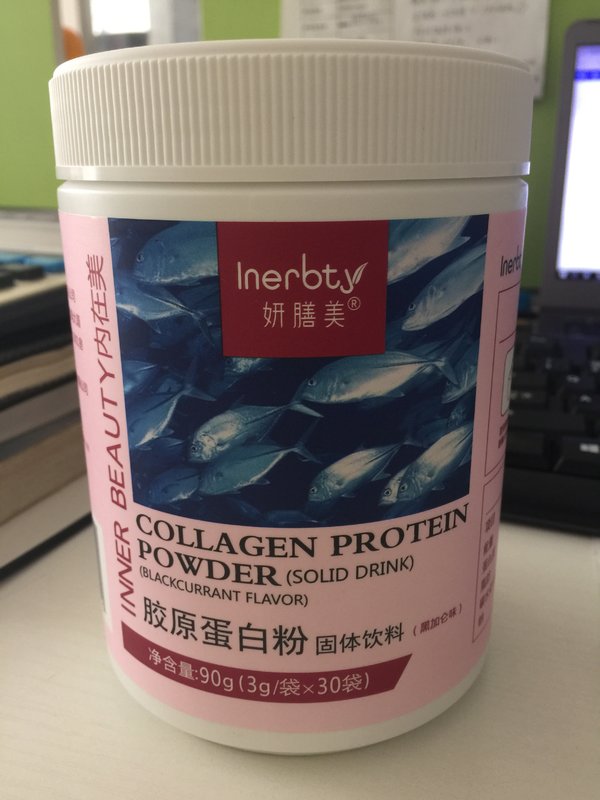 Inerbty
妍膳美®
INNER BEAUTY内在美
COLLAGEN PROTEIN
POWDER (SOLID DRINK)
(BLACKCURRANT FLAVOR)
胶原蛋白粉 固体饮料 (黑加仑味)
净含量:90g(3g/袋×30袋)